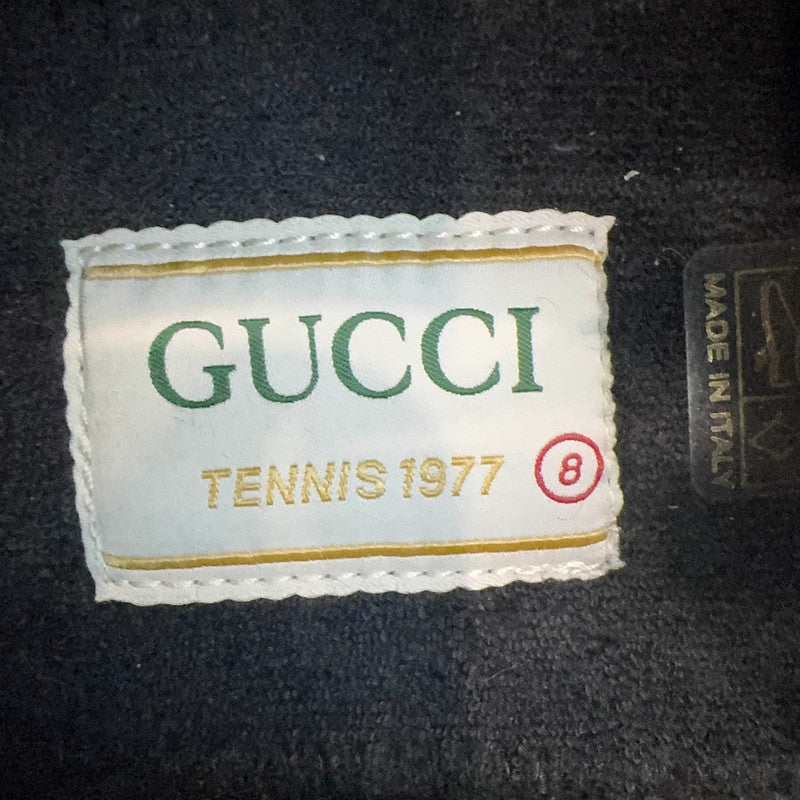 GUCCI
TENNIS 1977 8
MADE IN ITALY